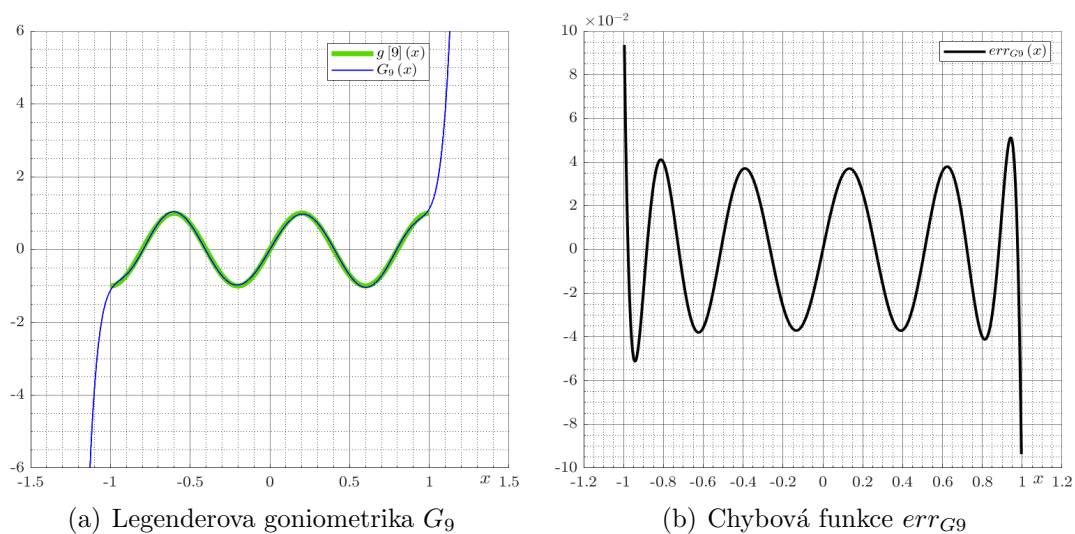 6
4
2
0
-2
-4
-6
-1.5 -1 -0.5 0 0.5 1 x 1.5
g [9] (x)
G₉ (x)
(a) Legenderova goniometrika G₉
×10⁻²
10
8
6
4
2
0
-2
-4
-6
-8
-10
-1.2 -1 -0.8 -0.6 -0.4 -0.2 0 0.2 0.4 0.6 0.8 1 x 1.2
err_G9 (x)
(b) Chybová funkce err_G9